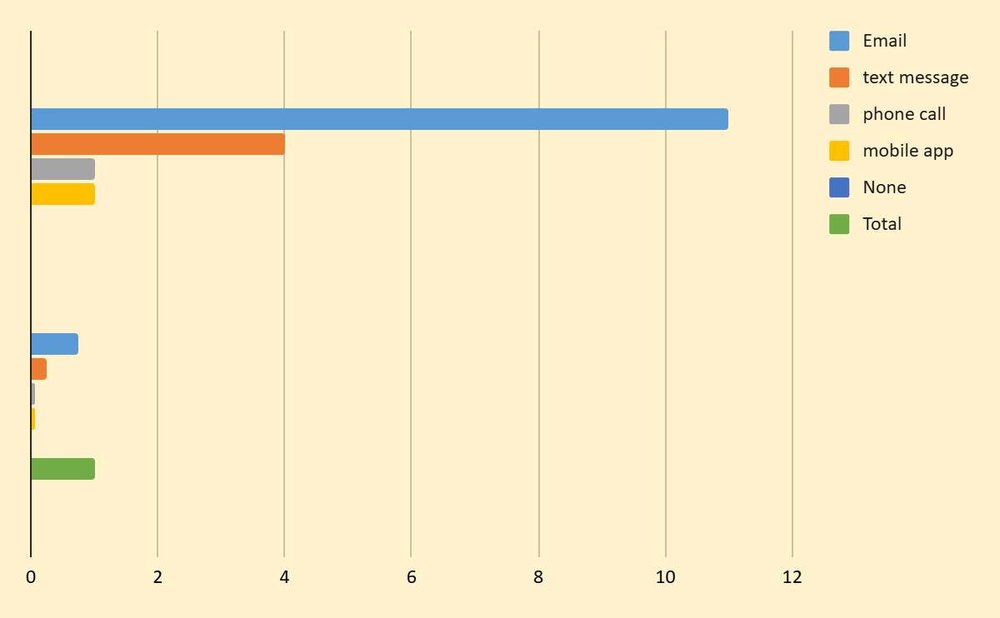 Email
text message
phone call
mobile app
None
Total
0 2 4 6 8 10 12